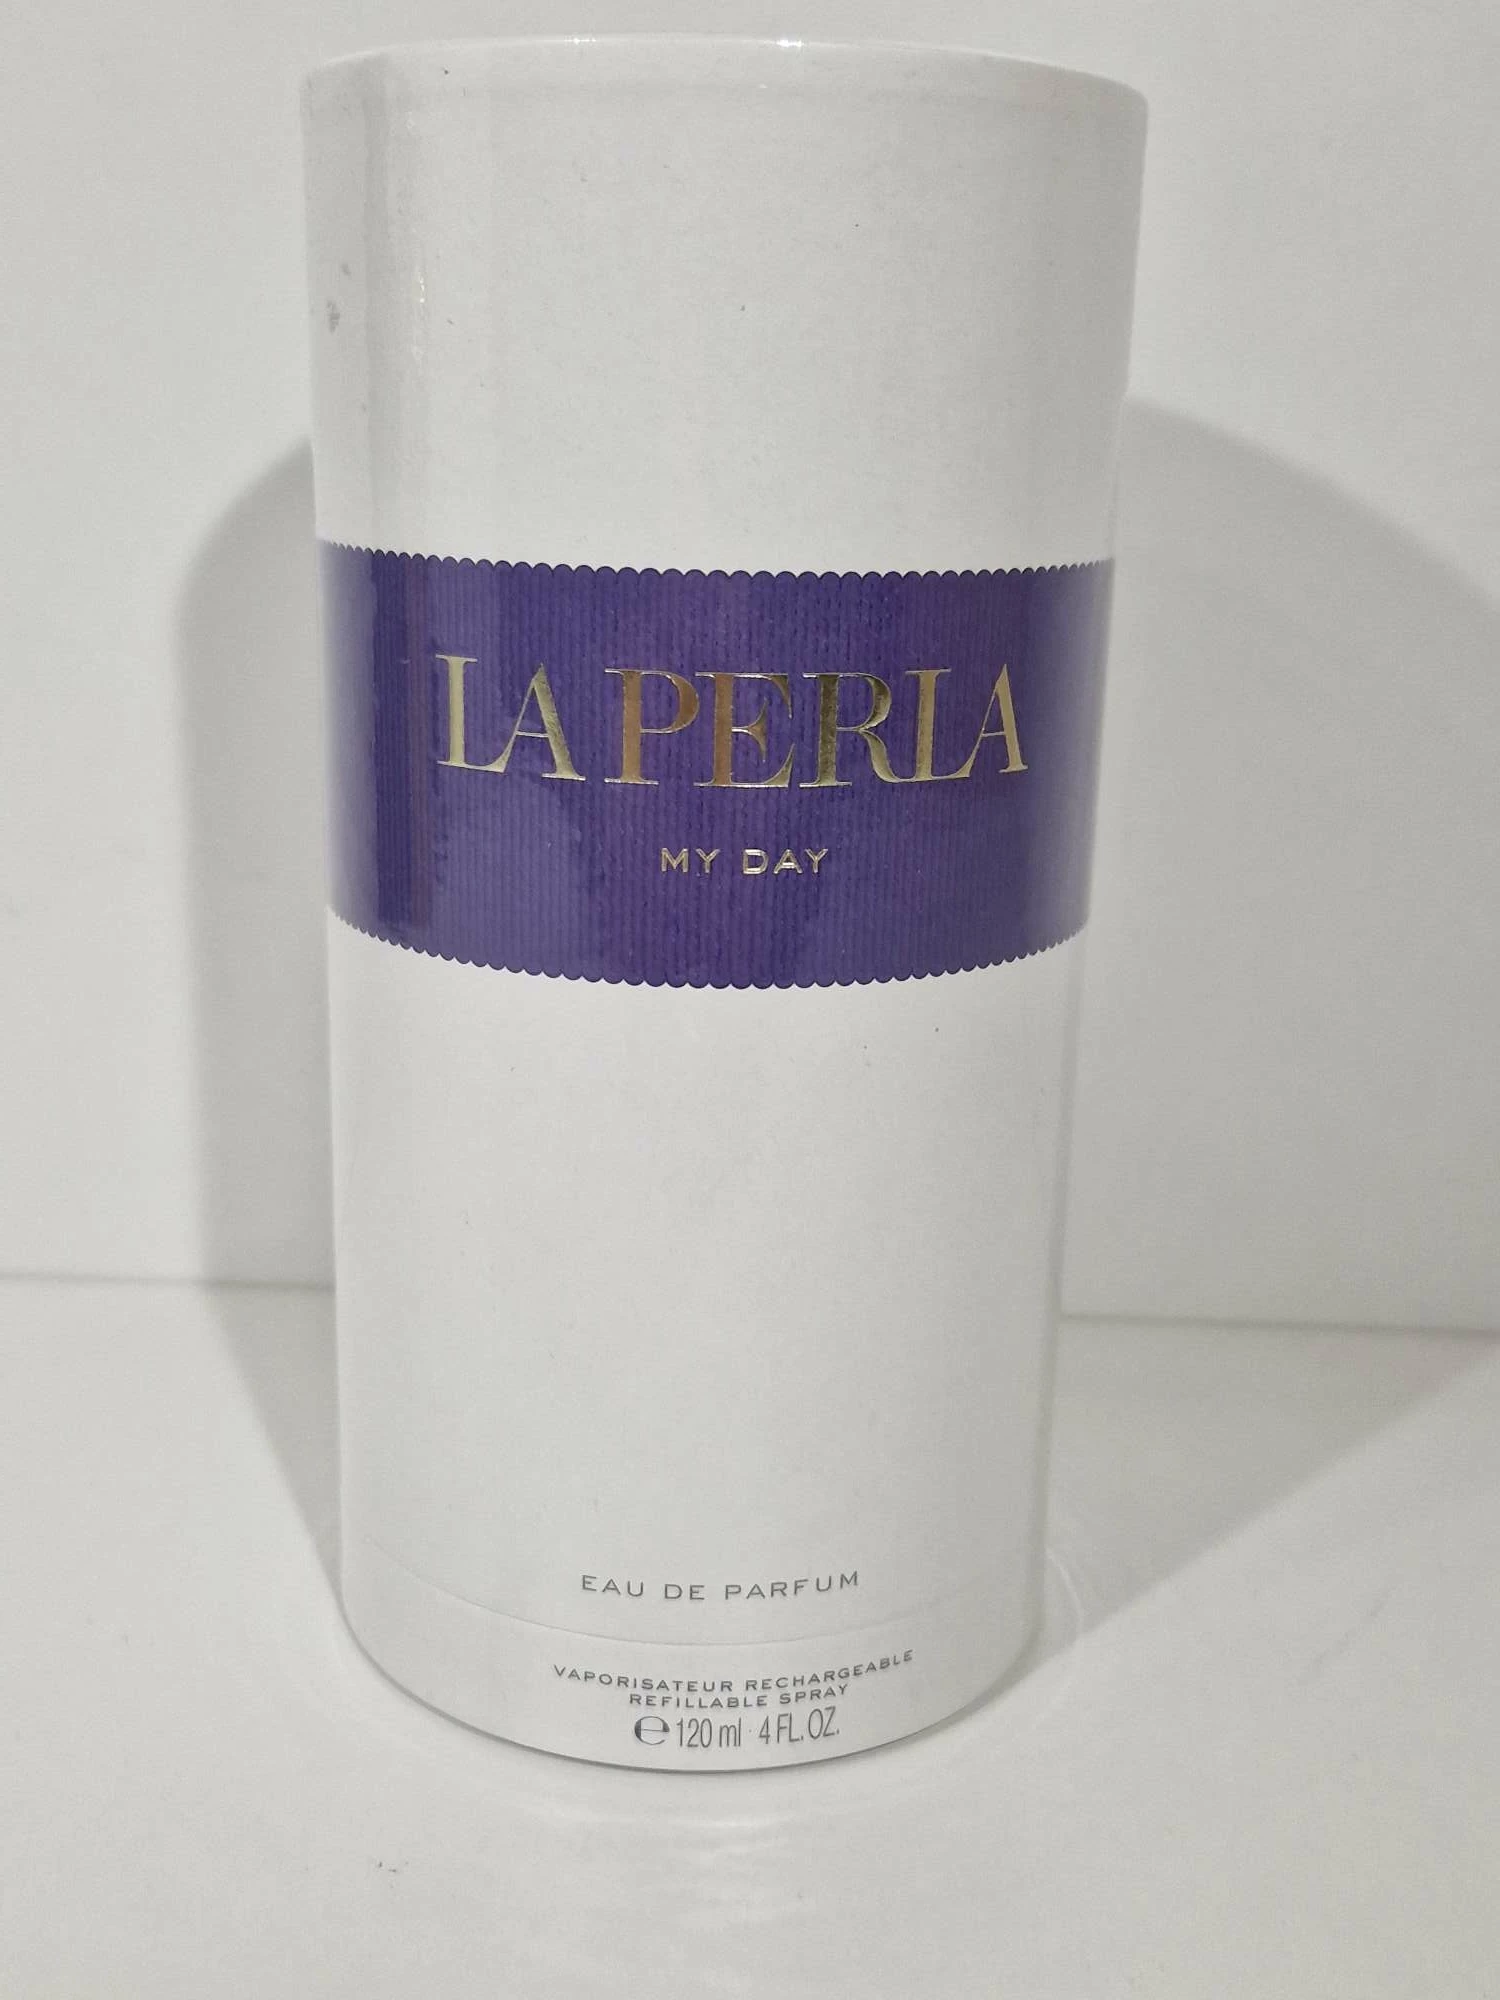 LA PERLA
MY DAY
EAU DE PARFUM
VAPORISATEUR RECHARGEABLE
REFILLABLE SPRAY
℮ 120 ml · 4 FL. OZ.